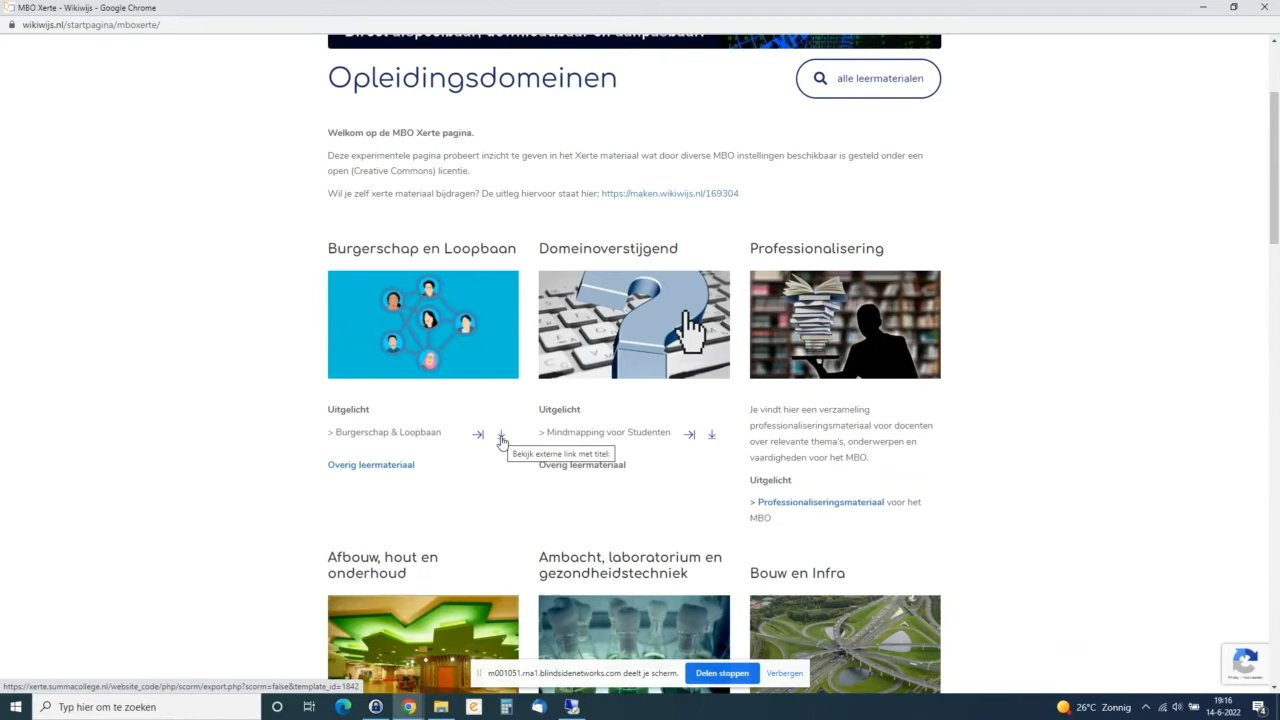 MBO Xerte - Wikiwijs - Google Chrome
wikiwijs.nl/startpagina/mboxerte/
Direct afspeelbaar, downloadbaar en aanpasbaar!
Opleidingsdomeinen
alle leermaterialen
Welkom op de MBO Xerte pagina.
Deze experimentele pagina probeert inzicht te geven in het Xerte materiaal wat door diverse MBO instellingen beschikbaar is gesteld onder een
open (Creative Commons) licentie.
Wil je zelf xerte materiaal bijdragen? De uitleg hiervoor staat hier: https://maken.wikiwijs.nl/169304
Burgerschap en Loopbaan
Uitgelicht
> Burgerschap & Loopbaan
Bekijk externe link met titel:
Overig leermateriaal
Domeinoverstijgend
Uitgelicht
> Mindmapping voor Studenten
Overig leermateriaal
Professionalisering
Je vindt hier een verzameling
professionaliseringsmateriaal voor docenten
over relevante thema's, onderwerpen en
vaardigheden voor het MBO.
Uitgelicht
> Professionaliseringsmateriaal voor het
MBO
Afbouw, hout en
onderhoud
Ambacht, laboratorium en
gezondheidstechniek
Bouw en Infra
m001051.rna1.blindsidenetworks.com deelt je scherm.
Delen stoppen
Verbergen
https://xerte.summacollege.nl/website_code/php/scorm/export.php?scorm=false&template_id=1842
Typ hier om te zoeken
26°C Zonnig
19:16
14-6-2022